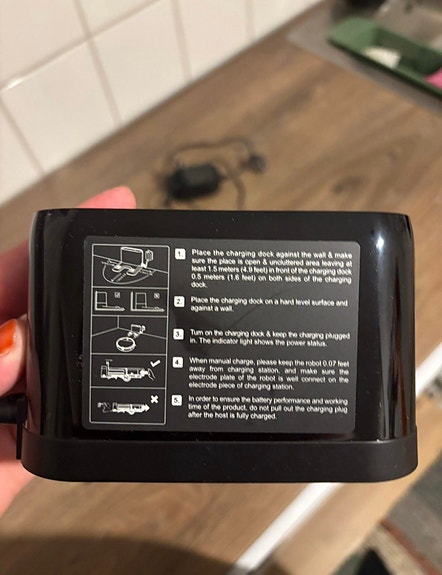 1. Place the charging dock against the wall & make
sure the place is open & uncluttered area leaving at
least 1.5 meters (4.9 feet) in front of the charging dock
0.5 meters (1.6 feet) on both sides of the charging
dock.
2. Place the charging dock on a hard level surface and
against a wall.
3. Turn on the charging dock & keep the charging plugged
in. The indicator light shows the power status.
4. When manual charge, please keep the robot 0.07 feet
away from charging station, and make sure the
electrode plate of the robot is well connect on the
electrode piece of charging station.
5. In order to ensure the battery performance and working
time of the product, do not pull out the charging plug
after the host is fully charged.